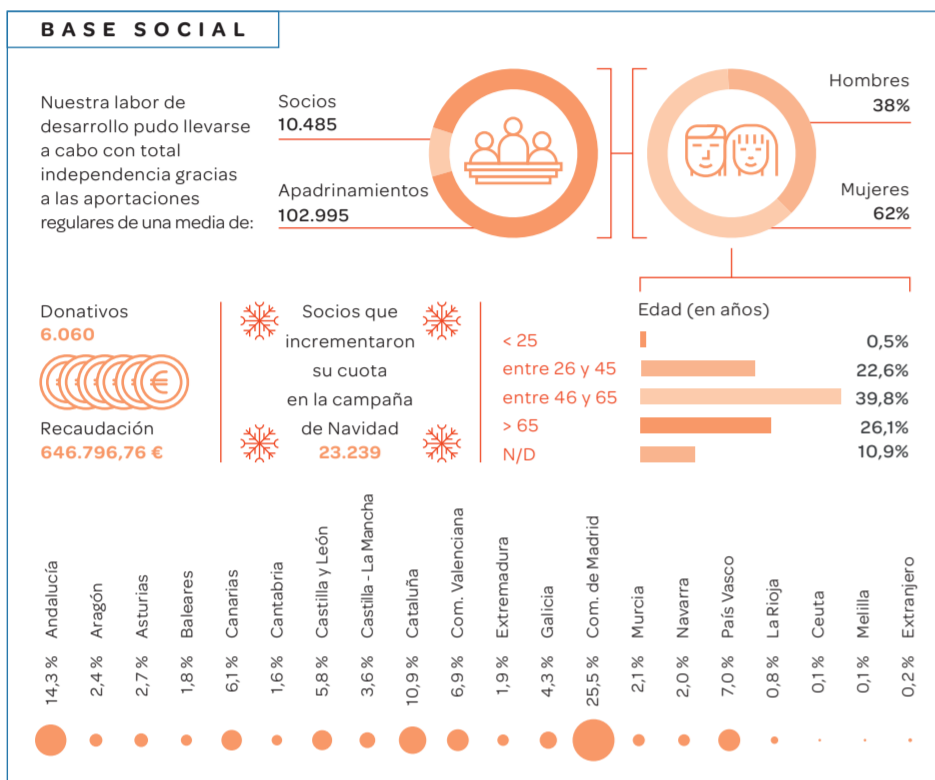 BASE SOCIAL
Nuestra labor de
desarrollo pudo llevarse
a cabo con total
independencia gracias
a las aportaciones
regulares de una media de:
Socios
10.485
Apadrinamientos
102.995
Hombres
38%
Mujeres
62%
Donativos
6.060
€
Recaudación
646.796,76 €
Socios que
incrementaron
su cuota
en la campaña
de Navidad
23.239
Edad (en años)
< 25 0,5%
entre 26 y 45 22,6%
entre 46 y 65 39,8%
> 65 26,1%
N/D 10,9%
14,3 % Andalucía
2,4 % Aragón
2,7 % Asturias
1,8 % Baleares
6,1 % Canarias
1,6 % Cantabria
5,8 % Castilla y León
3,6 % Castilla - La Mancha
10,9 % Cataluña
6,9 % Com. Valenciana
1,9 % Extremadura
4,3 % Galicia
25,5 % Com. de Madrid
2,1 % Murcia
2,0 % Navarra
7,0 % País Vasco
0,8 % La Rioja
0,1 % Ceuta
0,1 % Melilla
0,2 % Extranjero